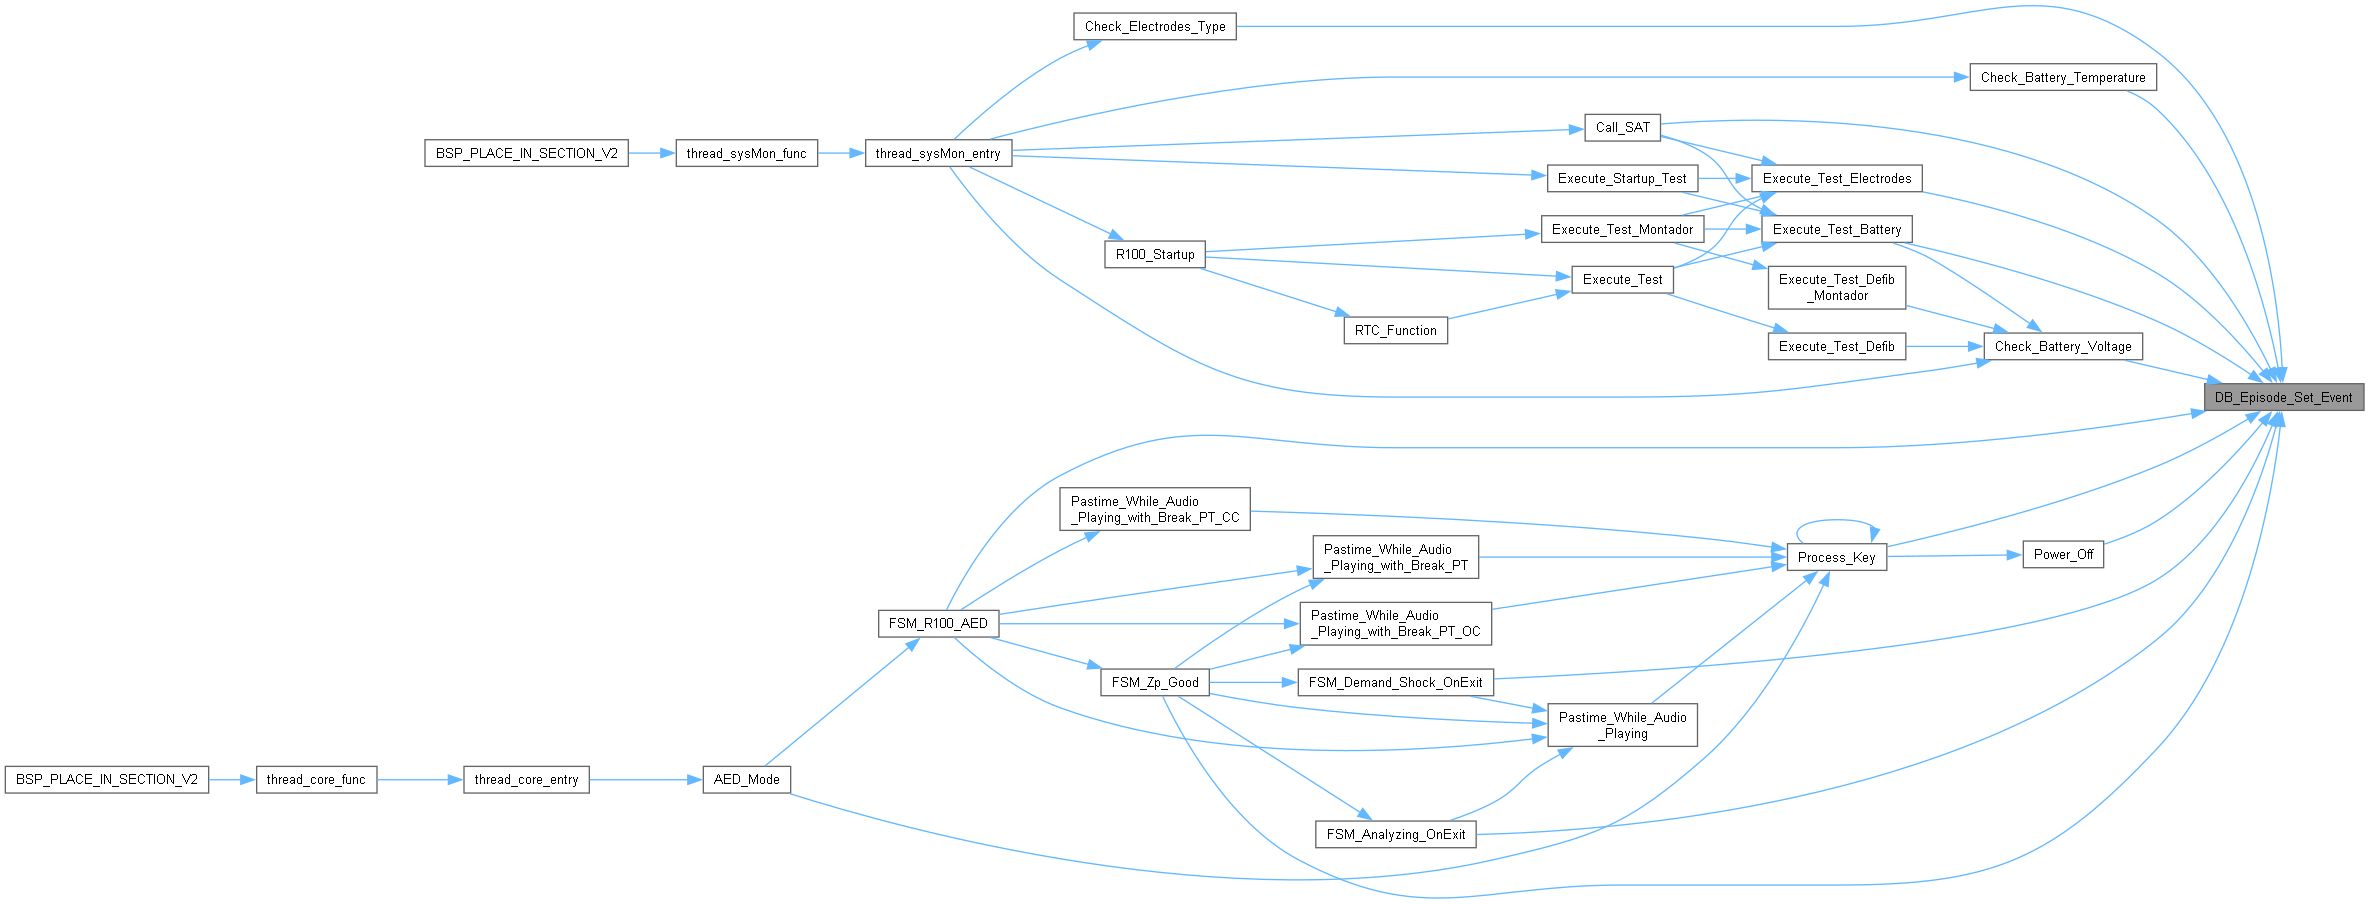 Check_Electrodes_Type
Check_Battery_Temperature
Call_SAT
BSP_PLACE_IN_SECTION_V2
thread_sysMon_func
thread_sysMon_entry
Execute_Startup_Test
Execute_Test_Electrodes
Execute_Test_Montador
Execute_Test_Battery
R100_Startup
Execute_Test
Execute_Test_Defib
_Montador
RTC_Function
Execute_Test_Defib
Check_Battery_Voltage
DB_Episode_Set_Event
Pastime_While_Audio
_Playing_with_Break_PT_CC
Pastime_While_Audio
_Playing_with_Break_PT
Process_Key
Power_Off
FSM_R100_AED
Pastime_While_Audio
_Playing_with_Break_PT_OC
FSM_Zp_Good
FSM_Demand_Shock_OnExit
Pastime_While_Audio
_Playing
BSP_PLACE_IN_SECTION_V2
thread_core_func
thread_core_entry
AED_Mode
FSM_Analyzing_OnExit